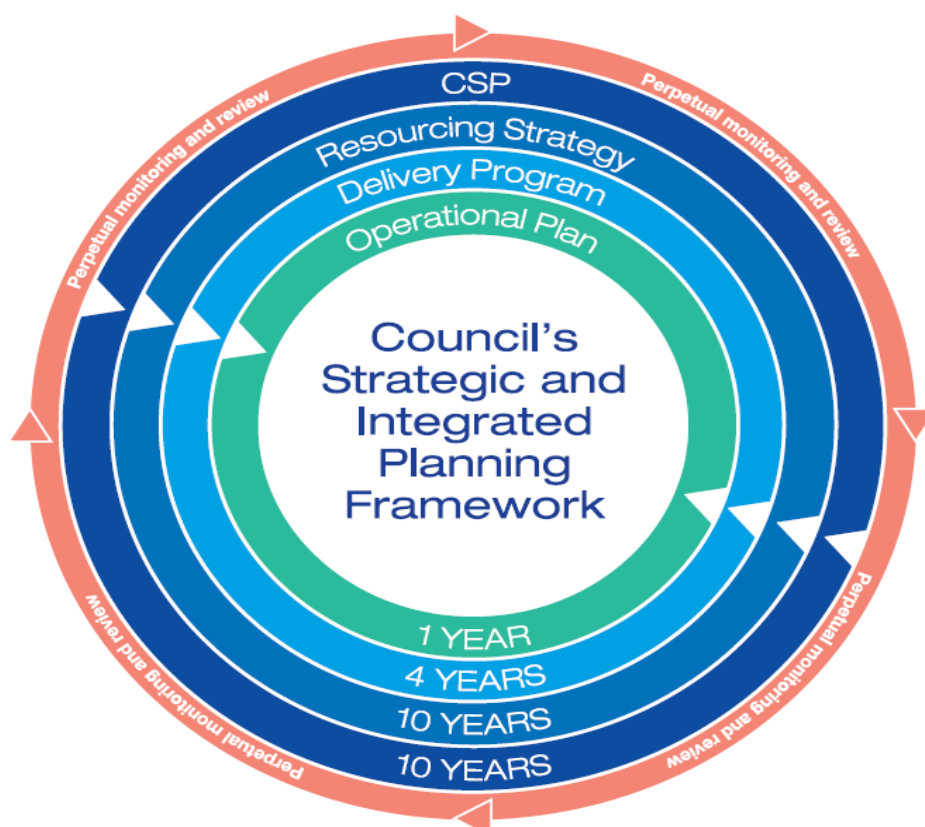 Perpetual monitoring and review
Perpetual monitoring and review
CSP
Resourcing Strategy
Delivery Program
Operational Plan
Council's
Strategic and
Integrated
Planning
Framework
1 YEAR
4 YEARS
10 YEARS
10 YEARS
Perpetual monitoring and review
Perpetual monitoring and review